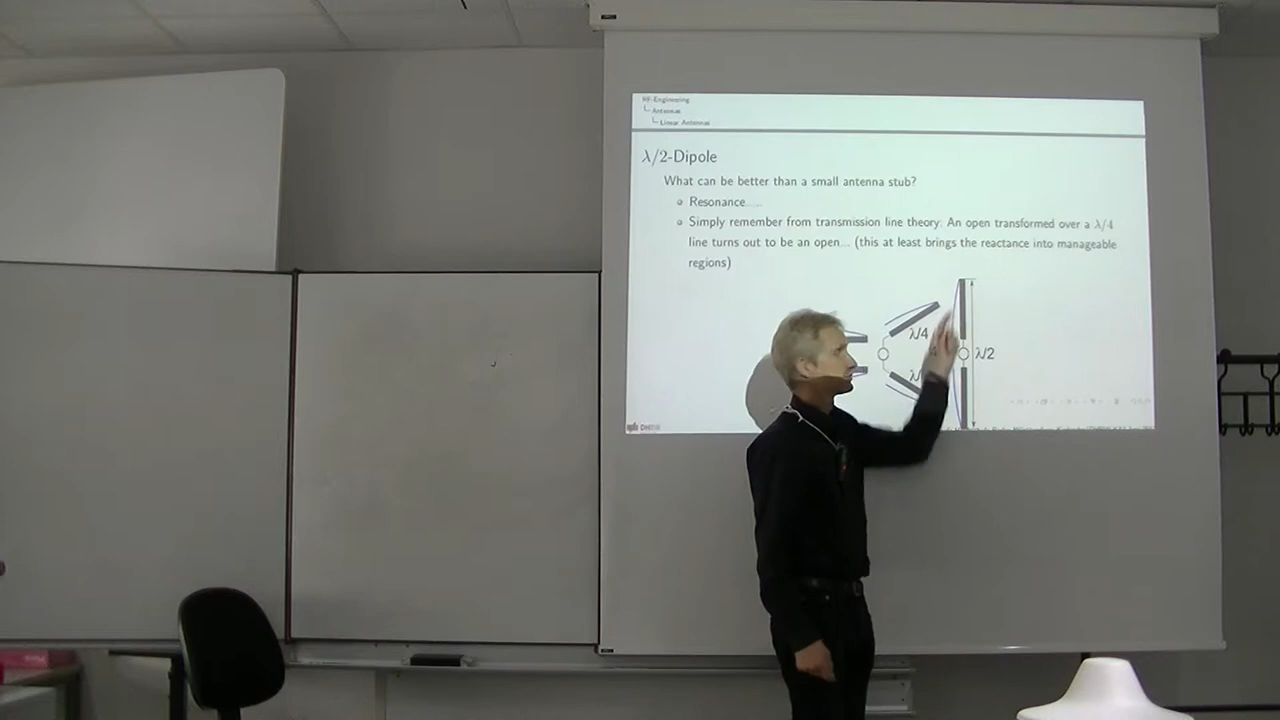 RF-Engineering
Antennas
Linear Antennas
λ/2-Dipole
What can be better than a small antenna stub?
Resonance.....
Simply remember from transmission line theory: An open transformed over a λ/4
line turns out to be an open... (this at least brings the reactance into manageable
regions)
λ/4
λ/2